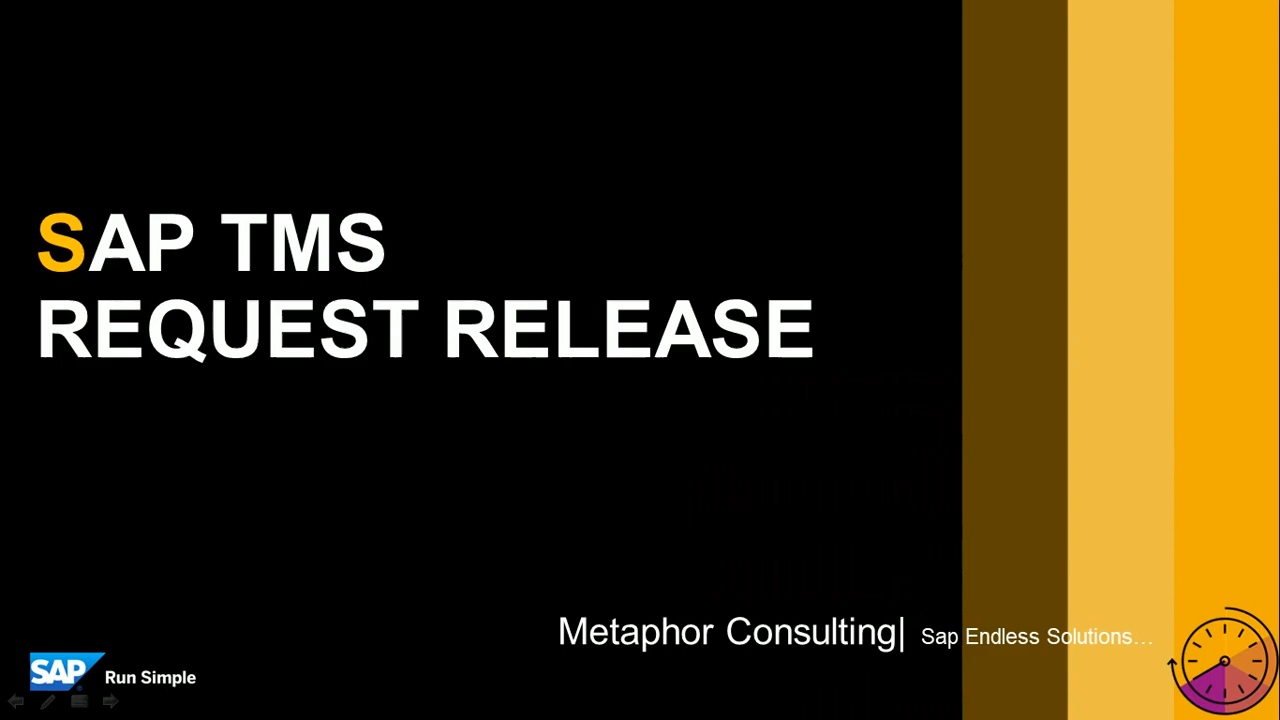 SAP TMS
REQUEST RELEASE
Metaphor Consulting| Sap Endless Solutions…
SAP Run Simple